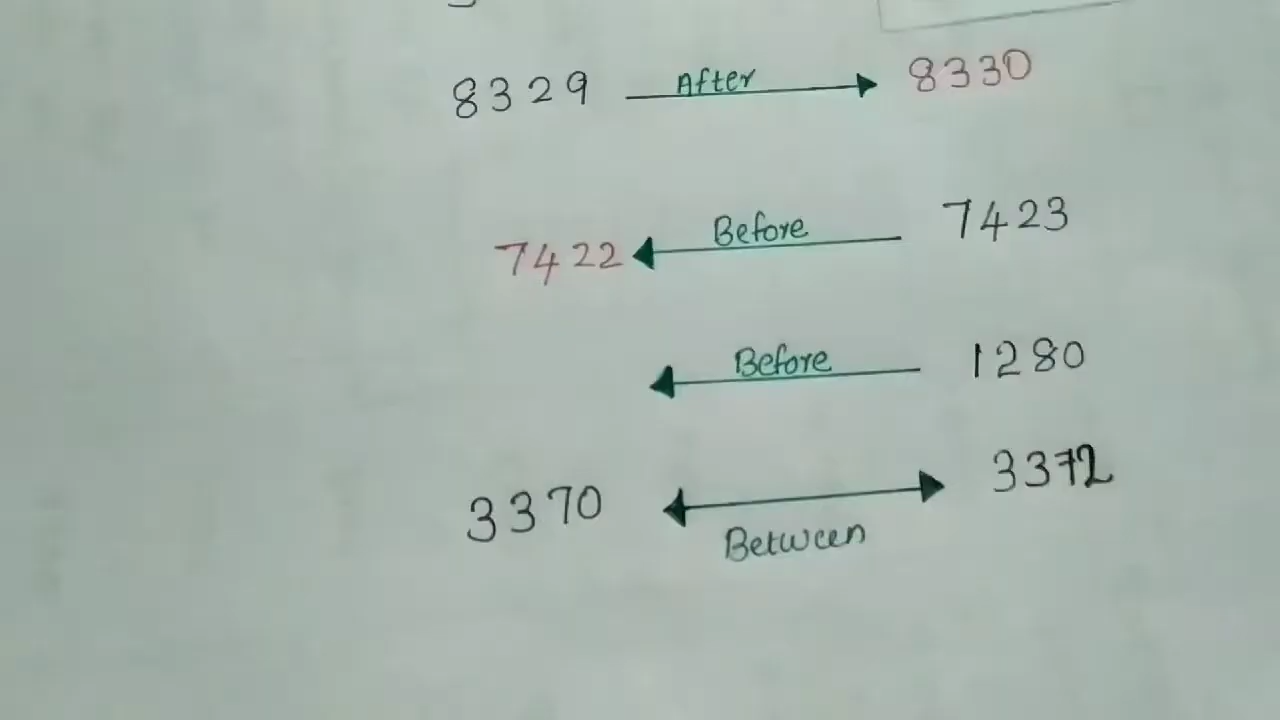 8329 After 8330
7422 Before 7423
Before 1280
3370 Between 3372